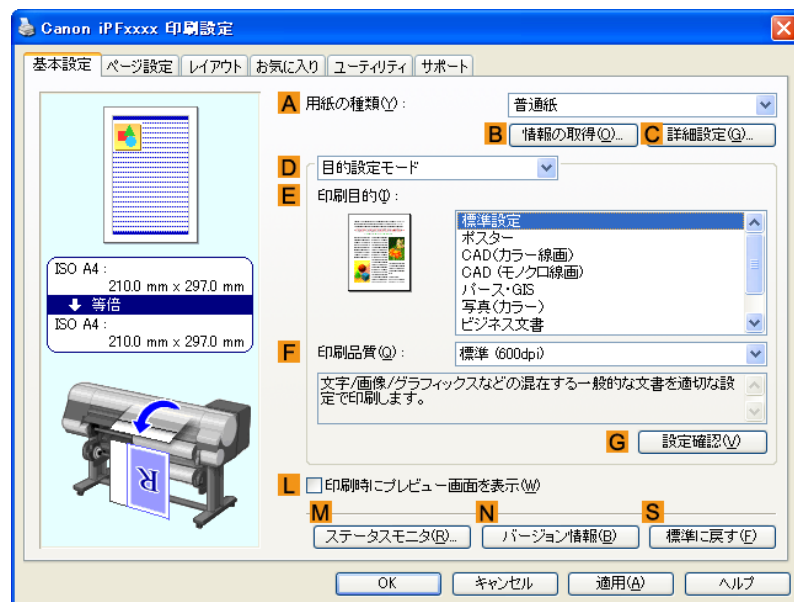 Canon iPFxxxx 印刷設定
基本設定 ページ設定 レイアウト お気に入り ユーティリティ サポート
A 用紙の種類(Y): 普通紙
B 情報の取得(O)... C 詳細設定(G)...
D 目的設定モード
E 印刷目的(I):
標準設定
ポスター
CAD(カラー線画)
CAD (モノクロ線画)
パース・GIS
写真(カラー)
ビジネス文書
ISO A4:
210.0 mm x 297.0 mm
等倍
ISO A4:
210.0 mm x 297.0 mm
F 印刷品質(Q): 標準 (600dpi)
文字/画像/グラフィックスなどの混在する一般的な文書を適切な設
定で印刷します。
G 設定確認(V)
R
L 印刷時にプレビュー画面を表示(W)
M N S
ステータスモニタ(R)... バージョン情報(B) 標準に戻す(F)
OK キャンセル 適用(A) ヘルプ